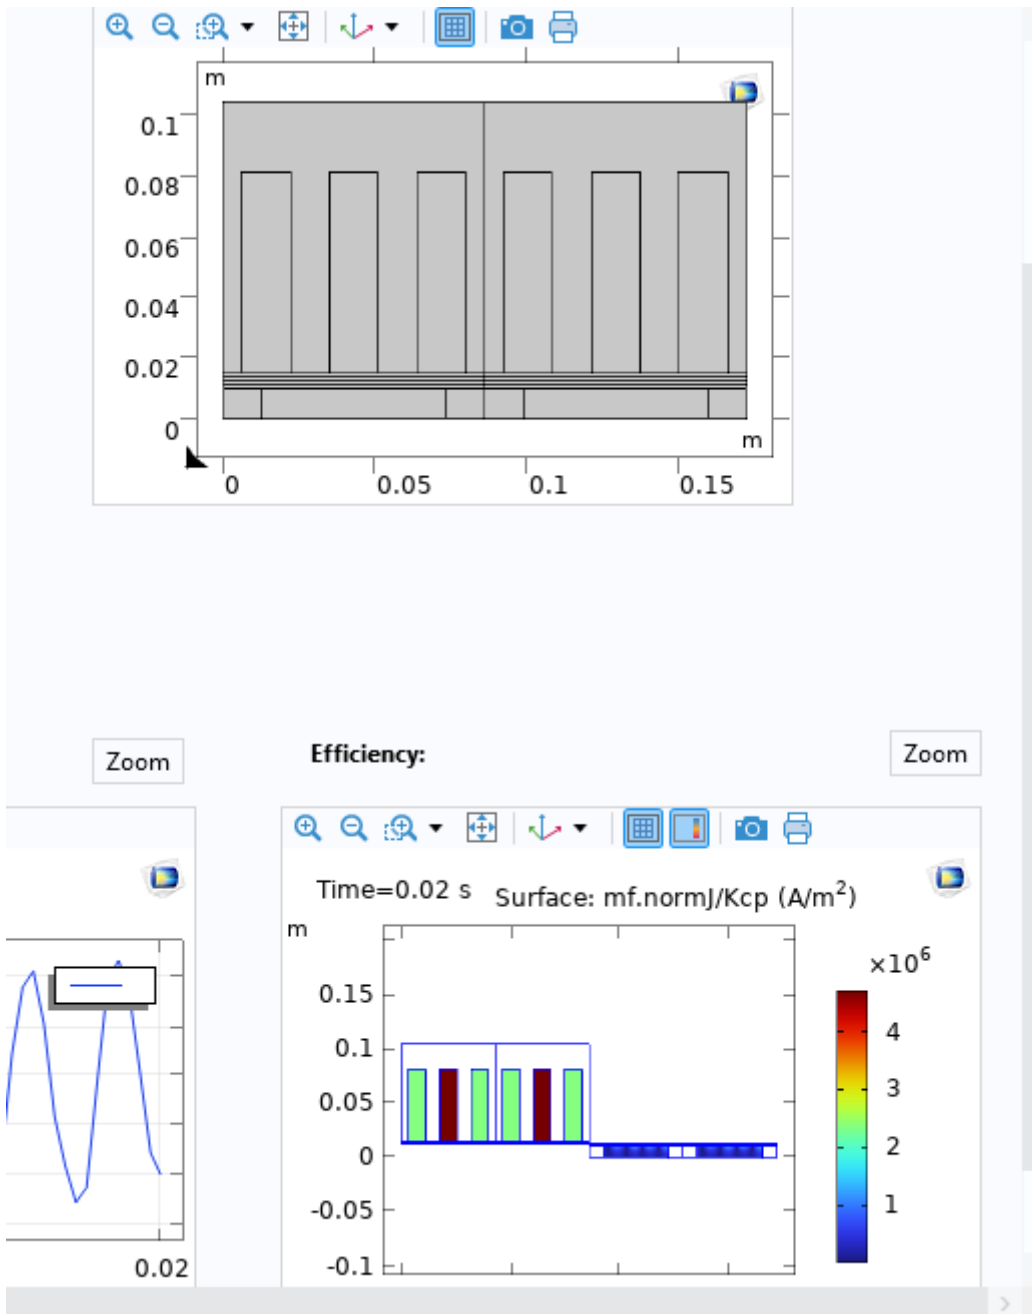 m
0.1
0.08
0.06
0.04
0.02
0
m
0 0.05 0.1 0.15
Zoom
Efficiency:
Zoom
Time=0.02 s Surface: mf.normJ/Kcp (A/m²)
m
×10⁶
0.15
0.1
0.05
0
-0.05
-0.1
4
3
2
1
0.02